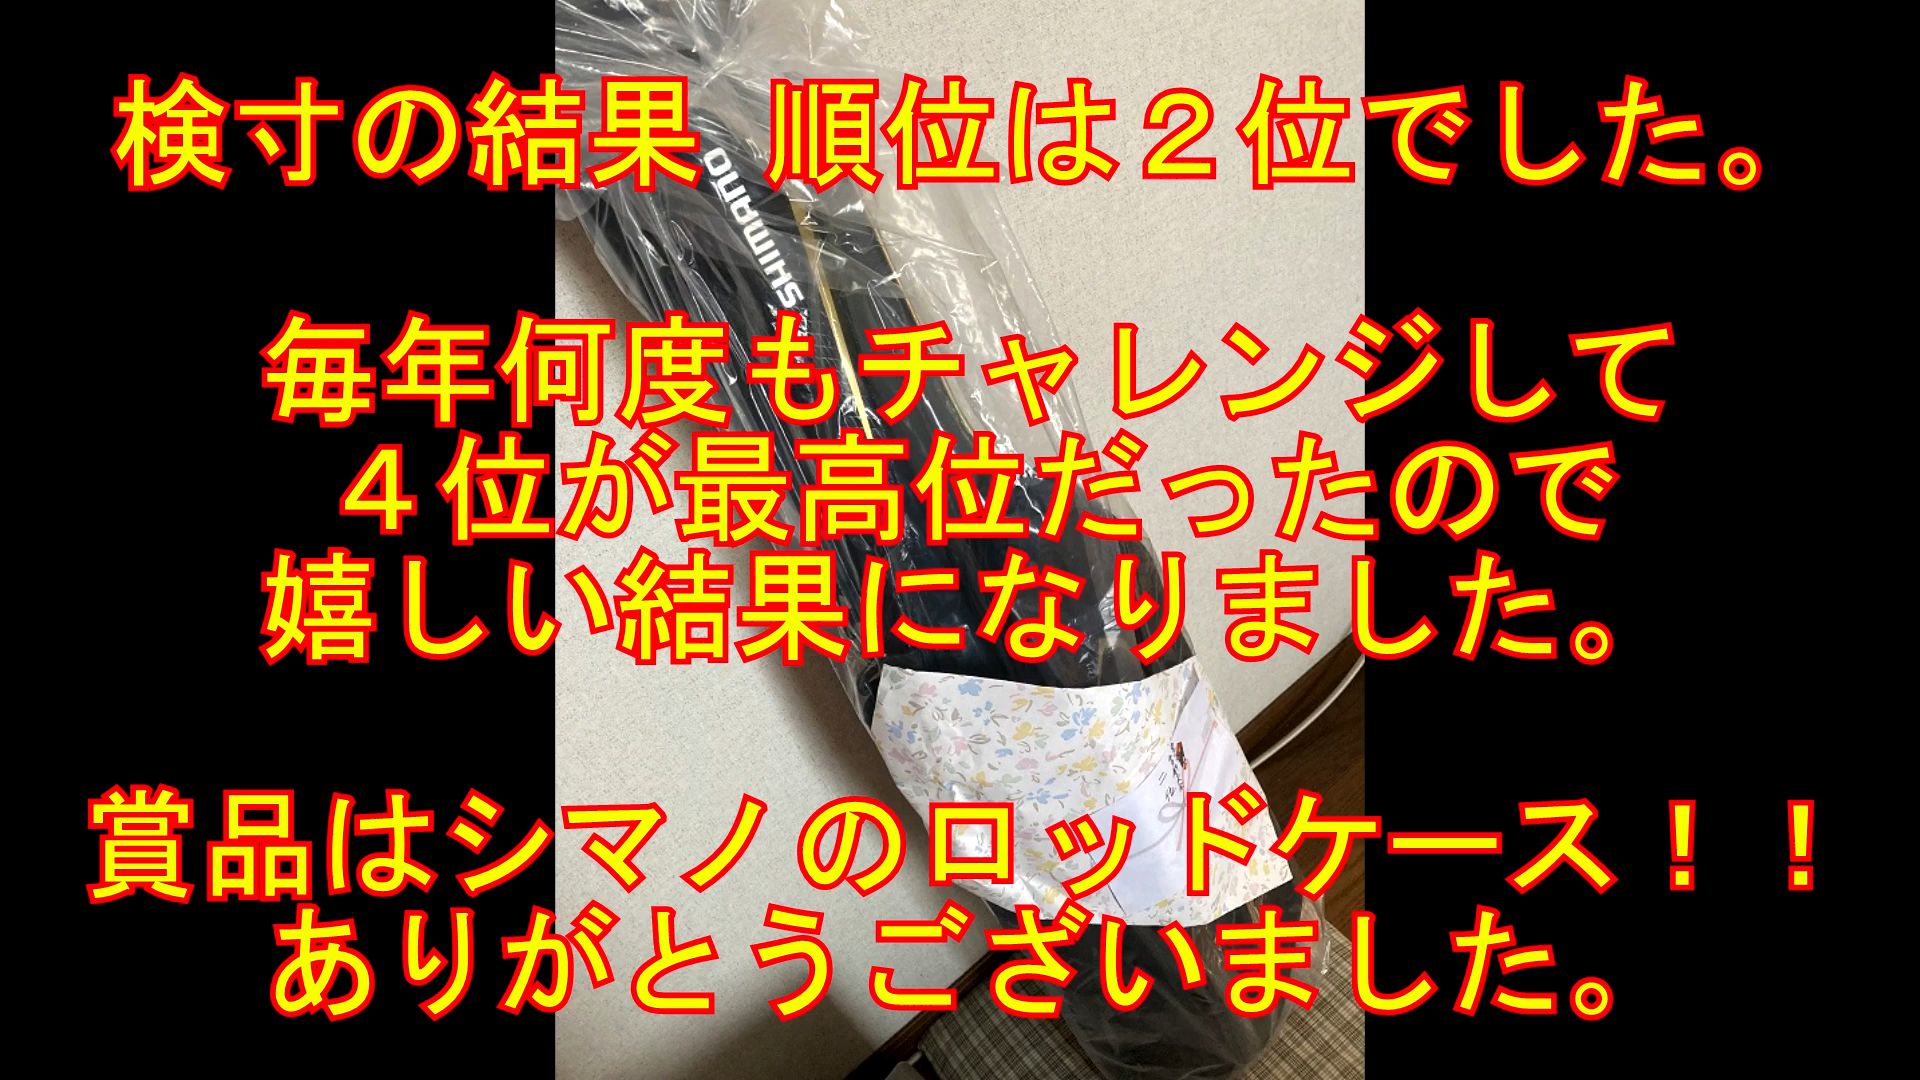 検寸の結果 順位は２位でした。
SHIMANO
毎年何度もチャレンジして
４位が最高位だったので
嬉しい結果になりました。
賞品はシマノのロッドケース！！
ありがとうございました。